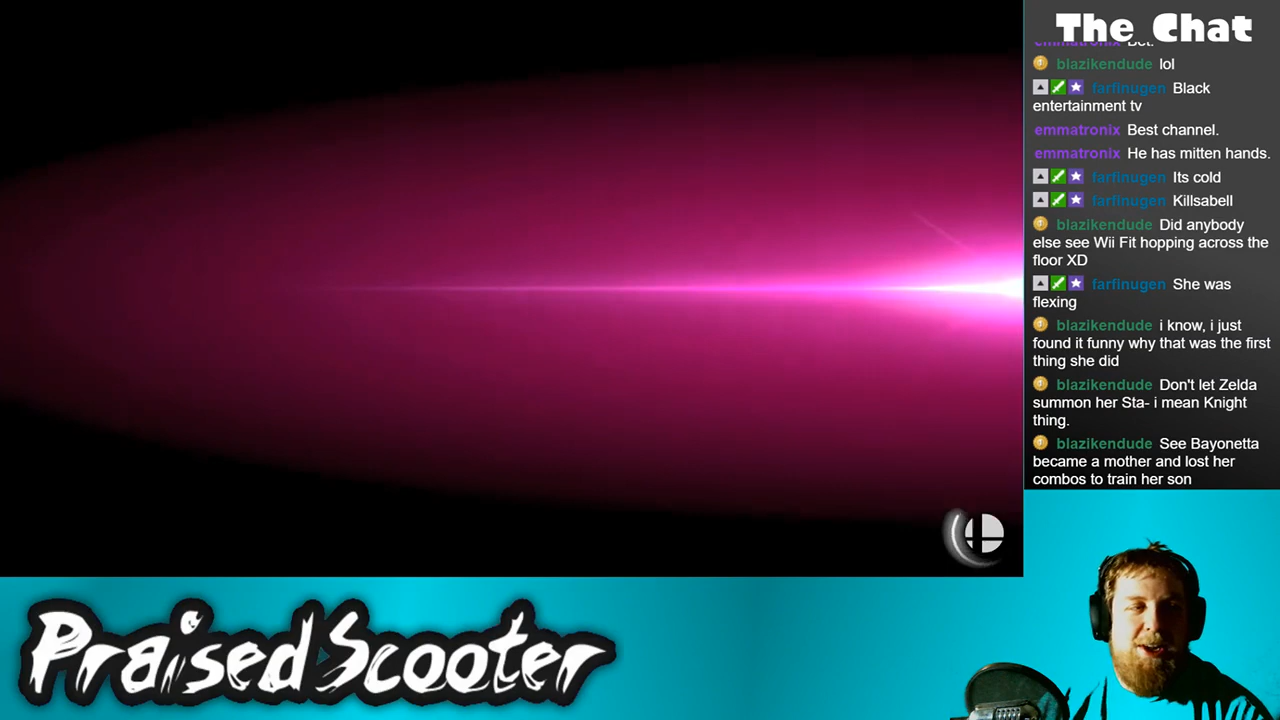 The Chat
emmatronix Bet.
blazikendude lol
farfinugen Black
entertainment tv
emmatronix Best channel.
emmatronix He has mitten hands.
farfinugen Its cold
farfinugen Killsabell
blazikendude Did anybody
else see Wii Fit hopping across the
floor XD
farfinugen She was
flexing
blazikendude i know, i just
found it funny why that was the first
thing she did
blazikendude Don't let Zelda
summon her Sta- i mean Knight
thing.
blazikendude See Bayonetta
became a mother and lost her
combos to train her son
PraisedScooter